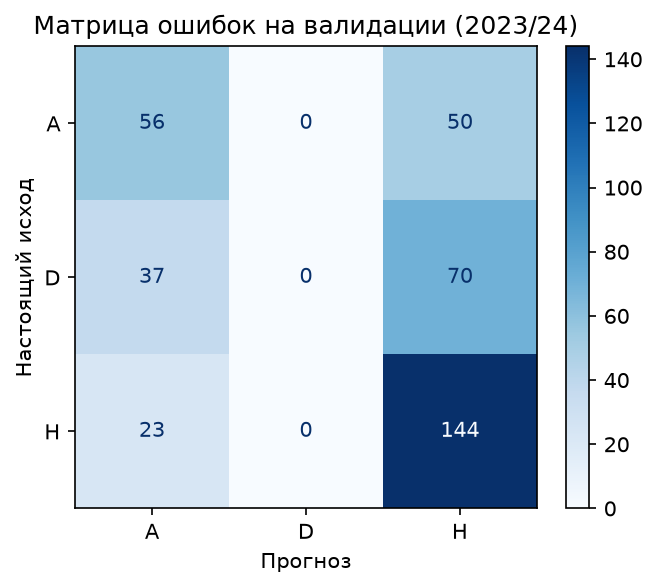 Матрица ошибок на валидации (2023/24)
Настоящий исход
A
56 0 50
D
37 0 70
H
23 0 144
A D H
Прогноз
140
120
100
80
60
40
20
0